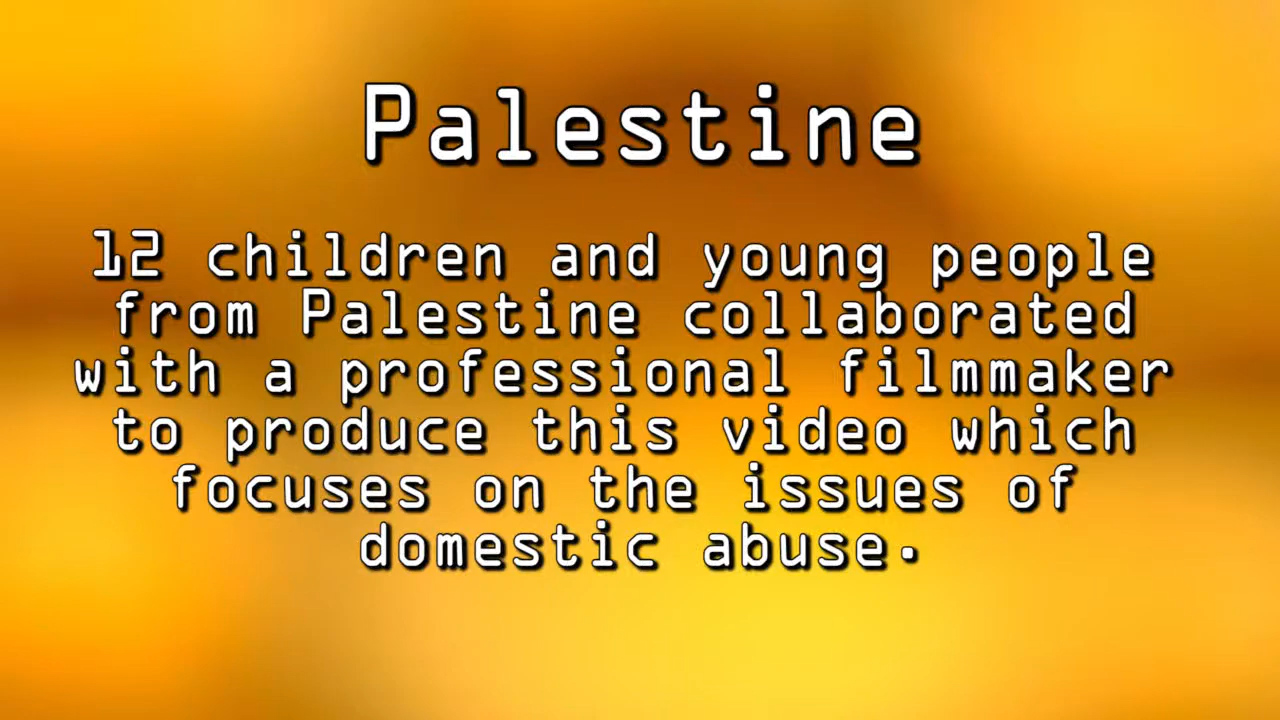 Palestine
12 children and young people
from Palestine collaborated
with a professional filmmaker
to produce this video which
focuses on the issues of
domestic abuse.